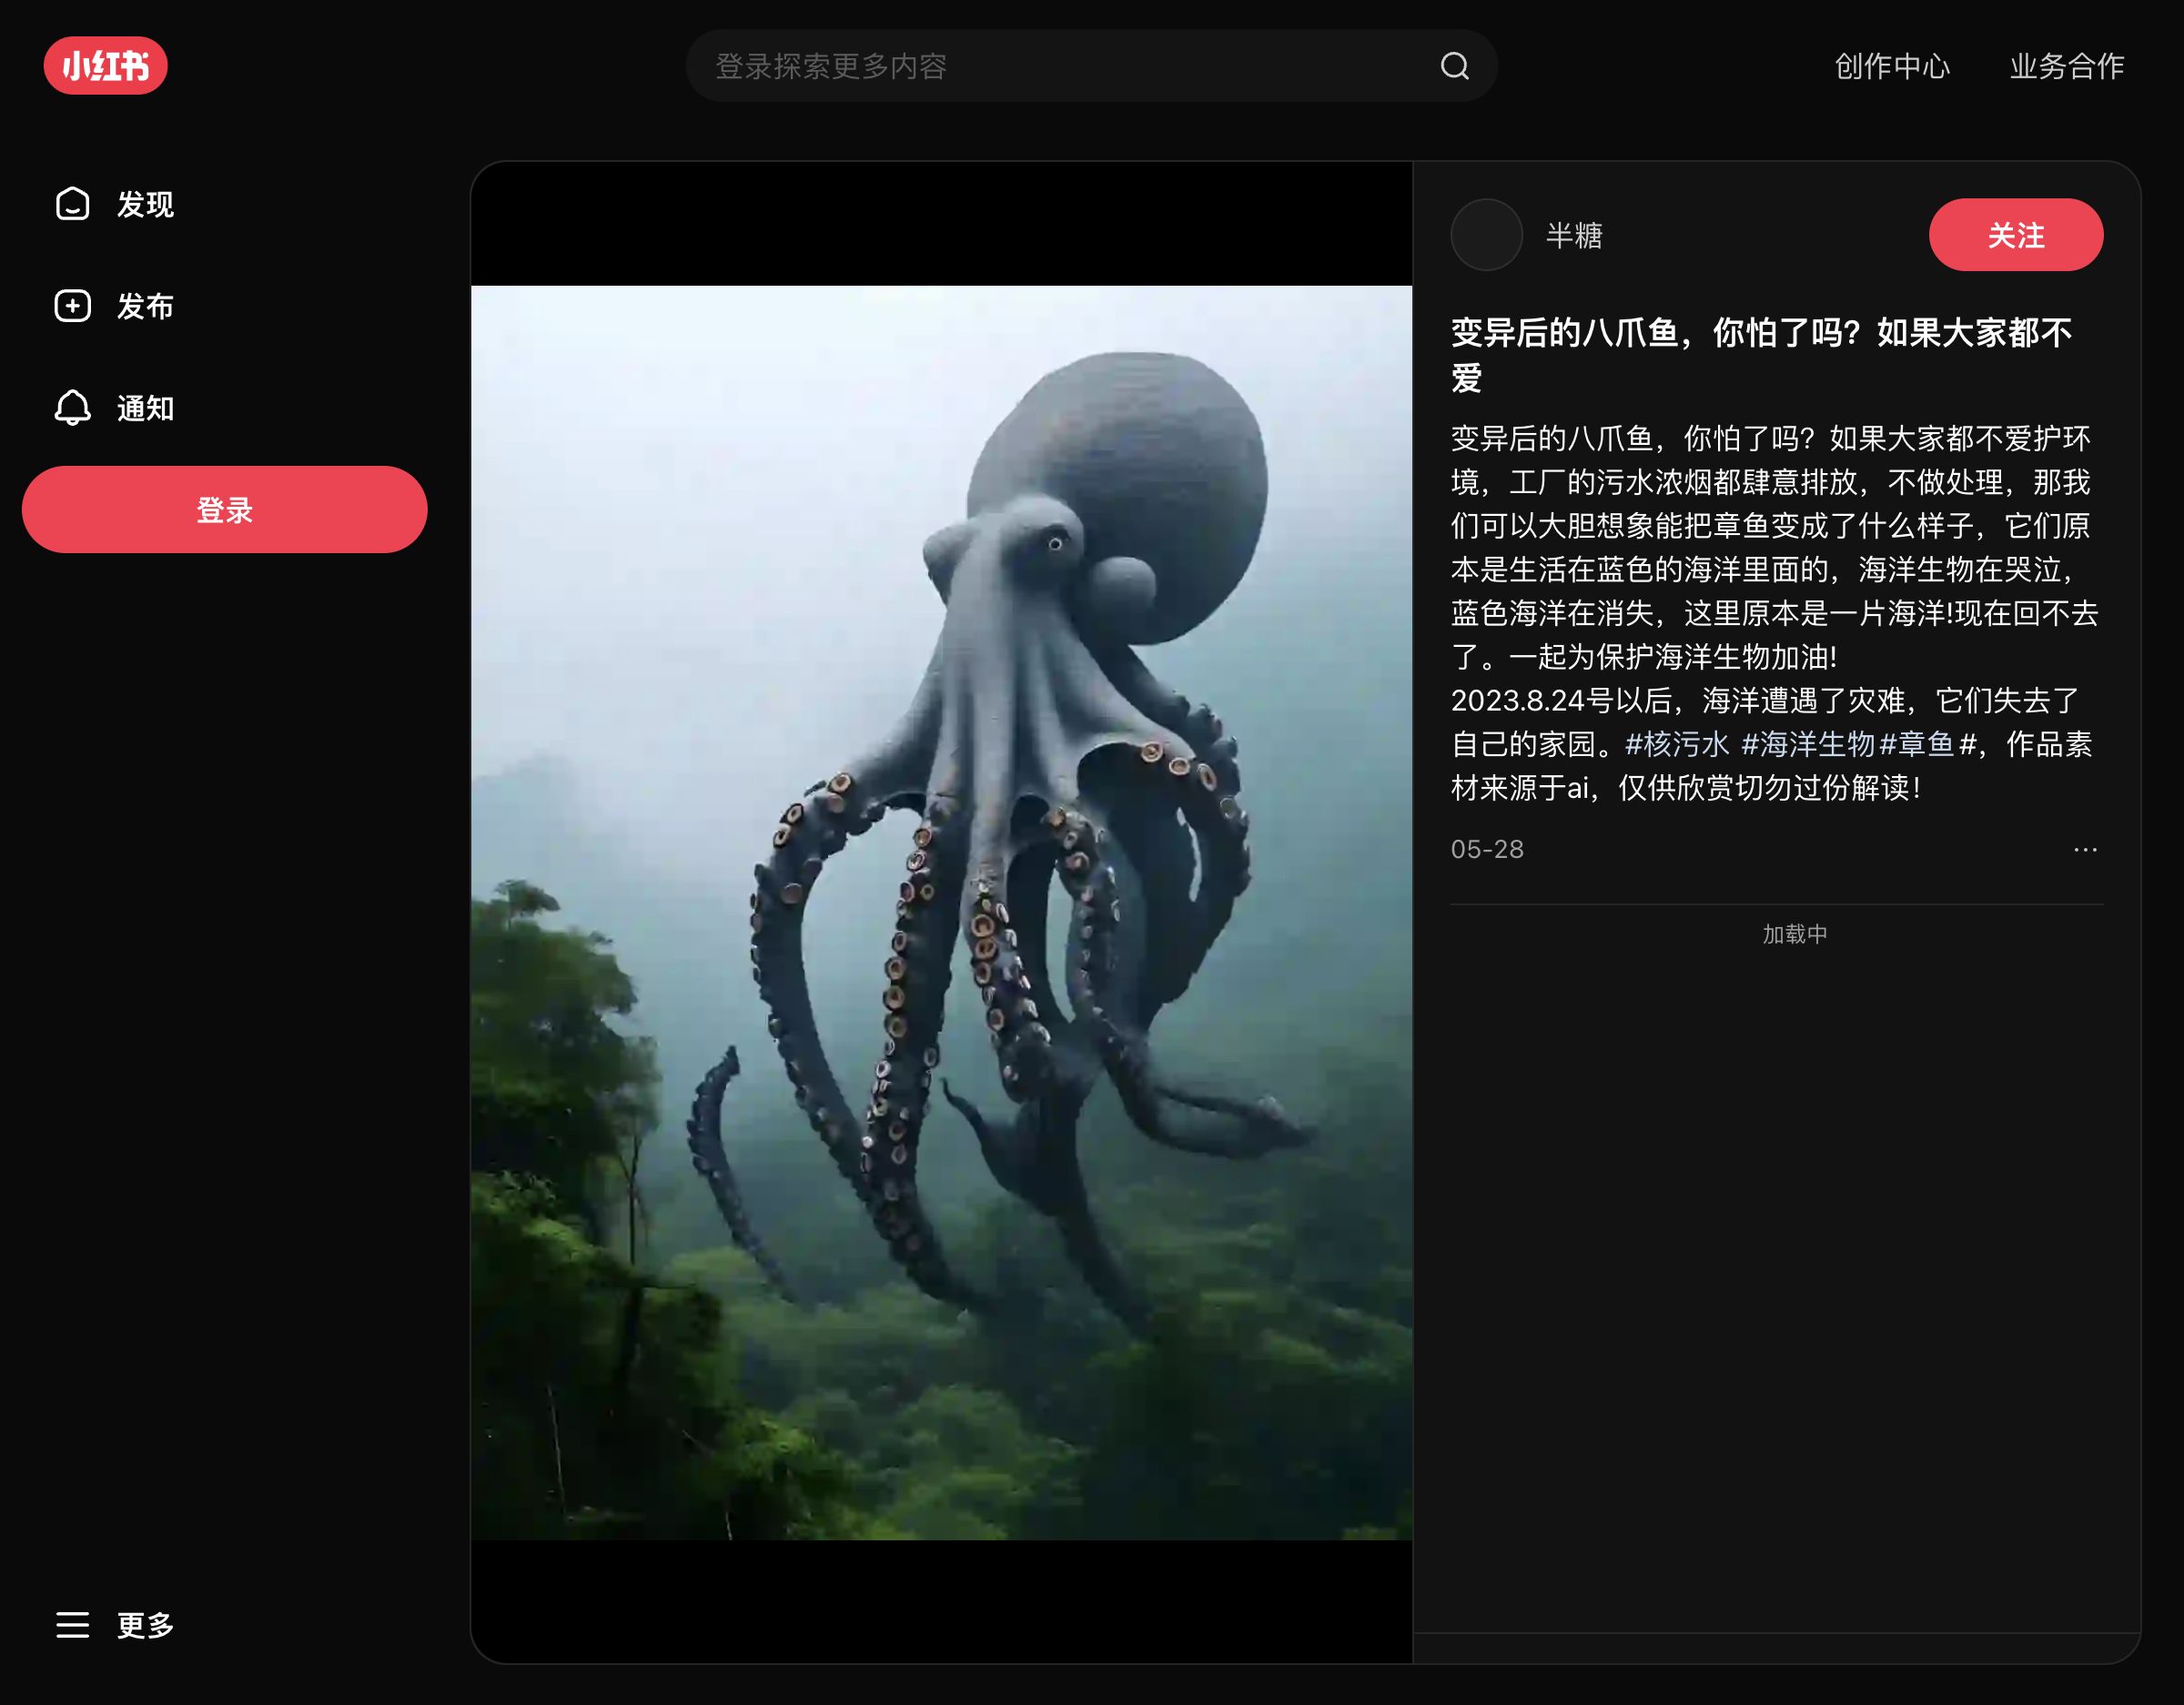 小红书
登录探索更多内容
创作中心
业务合作
发现
发布
通知
登录
更多
半糖
关注
变异后的八爪鱼，你怕了吗？如果大家都不
爱
变异后的八爪鱼，你怕了吗？如果大家都不爱护环
境，工厂的污水浓烟都肆意排放，不做处理，那我
们可以大胆想象能把章鱼变成了什么样子，它们原
本是生活在蓝色的海洋里面的，海洋生物在哭泣，
蓝色海洋在消失，这里原本是一片海洋!现在回不去
了。一起为保护海洋生物加油!
2023.8.24号以后，海洋遭遇了灾难，它们失去了
自己的家园。#核污水 #海洋生物#章鱼#，作品素
材来源于ai，仅供欣赏切勿过份解读！
05-28
加载中